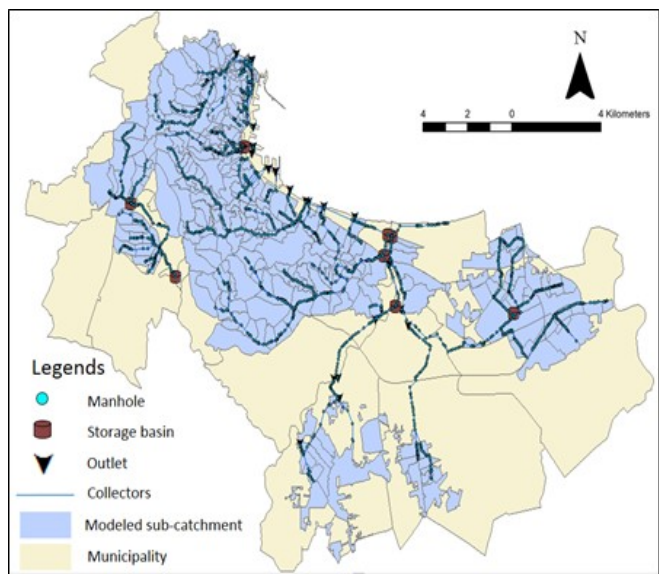 N
4 2 0 4 Kilometers
Legends
Manhole
Storage basin
Outlet
Collectors
Modeled sub-catchment
Municipality